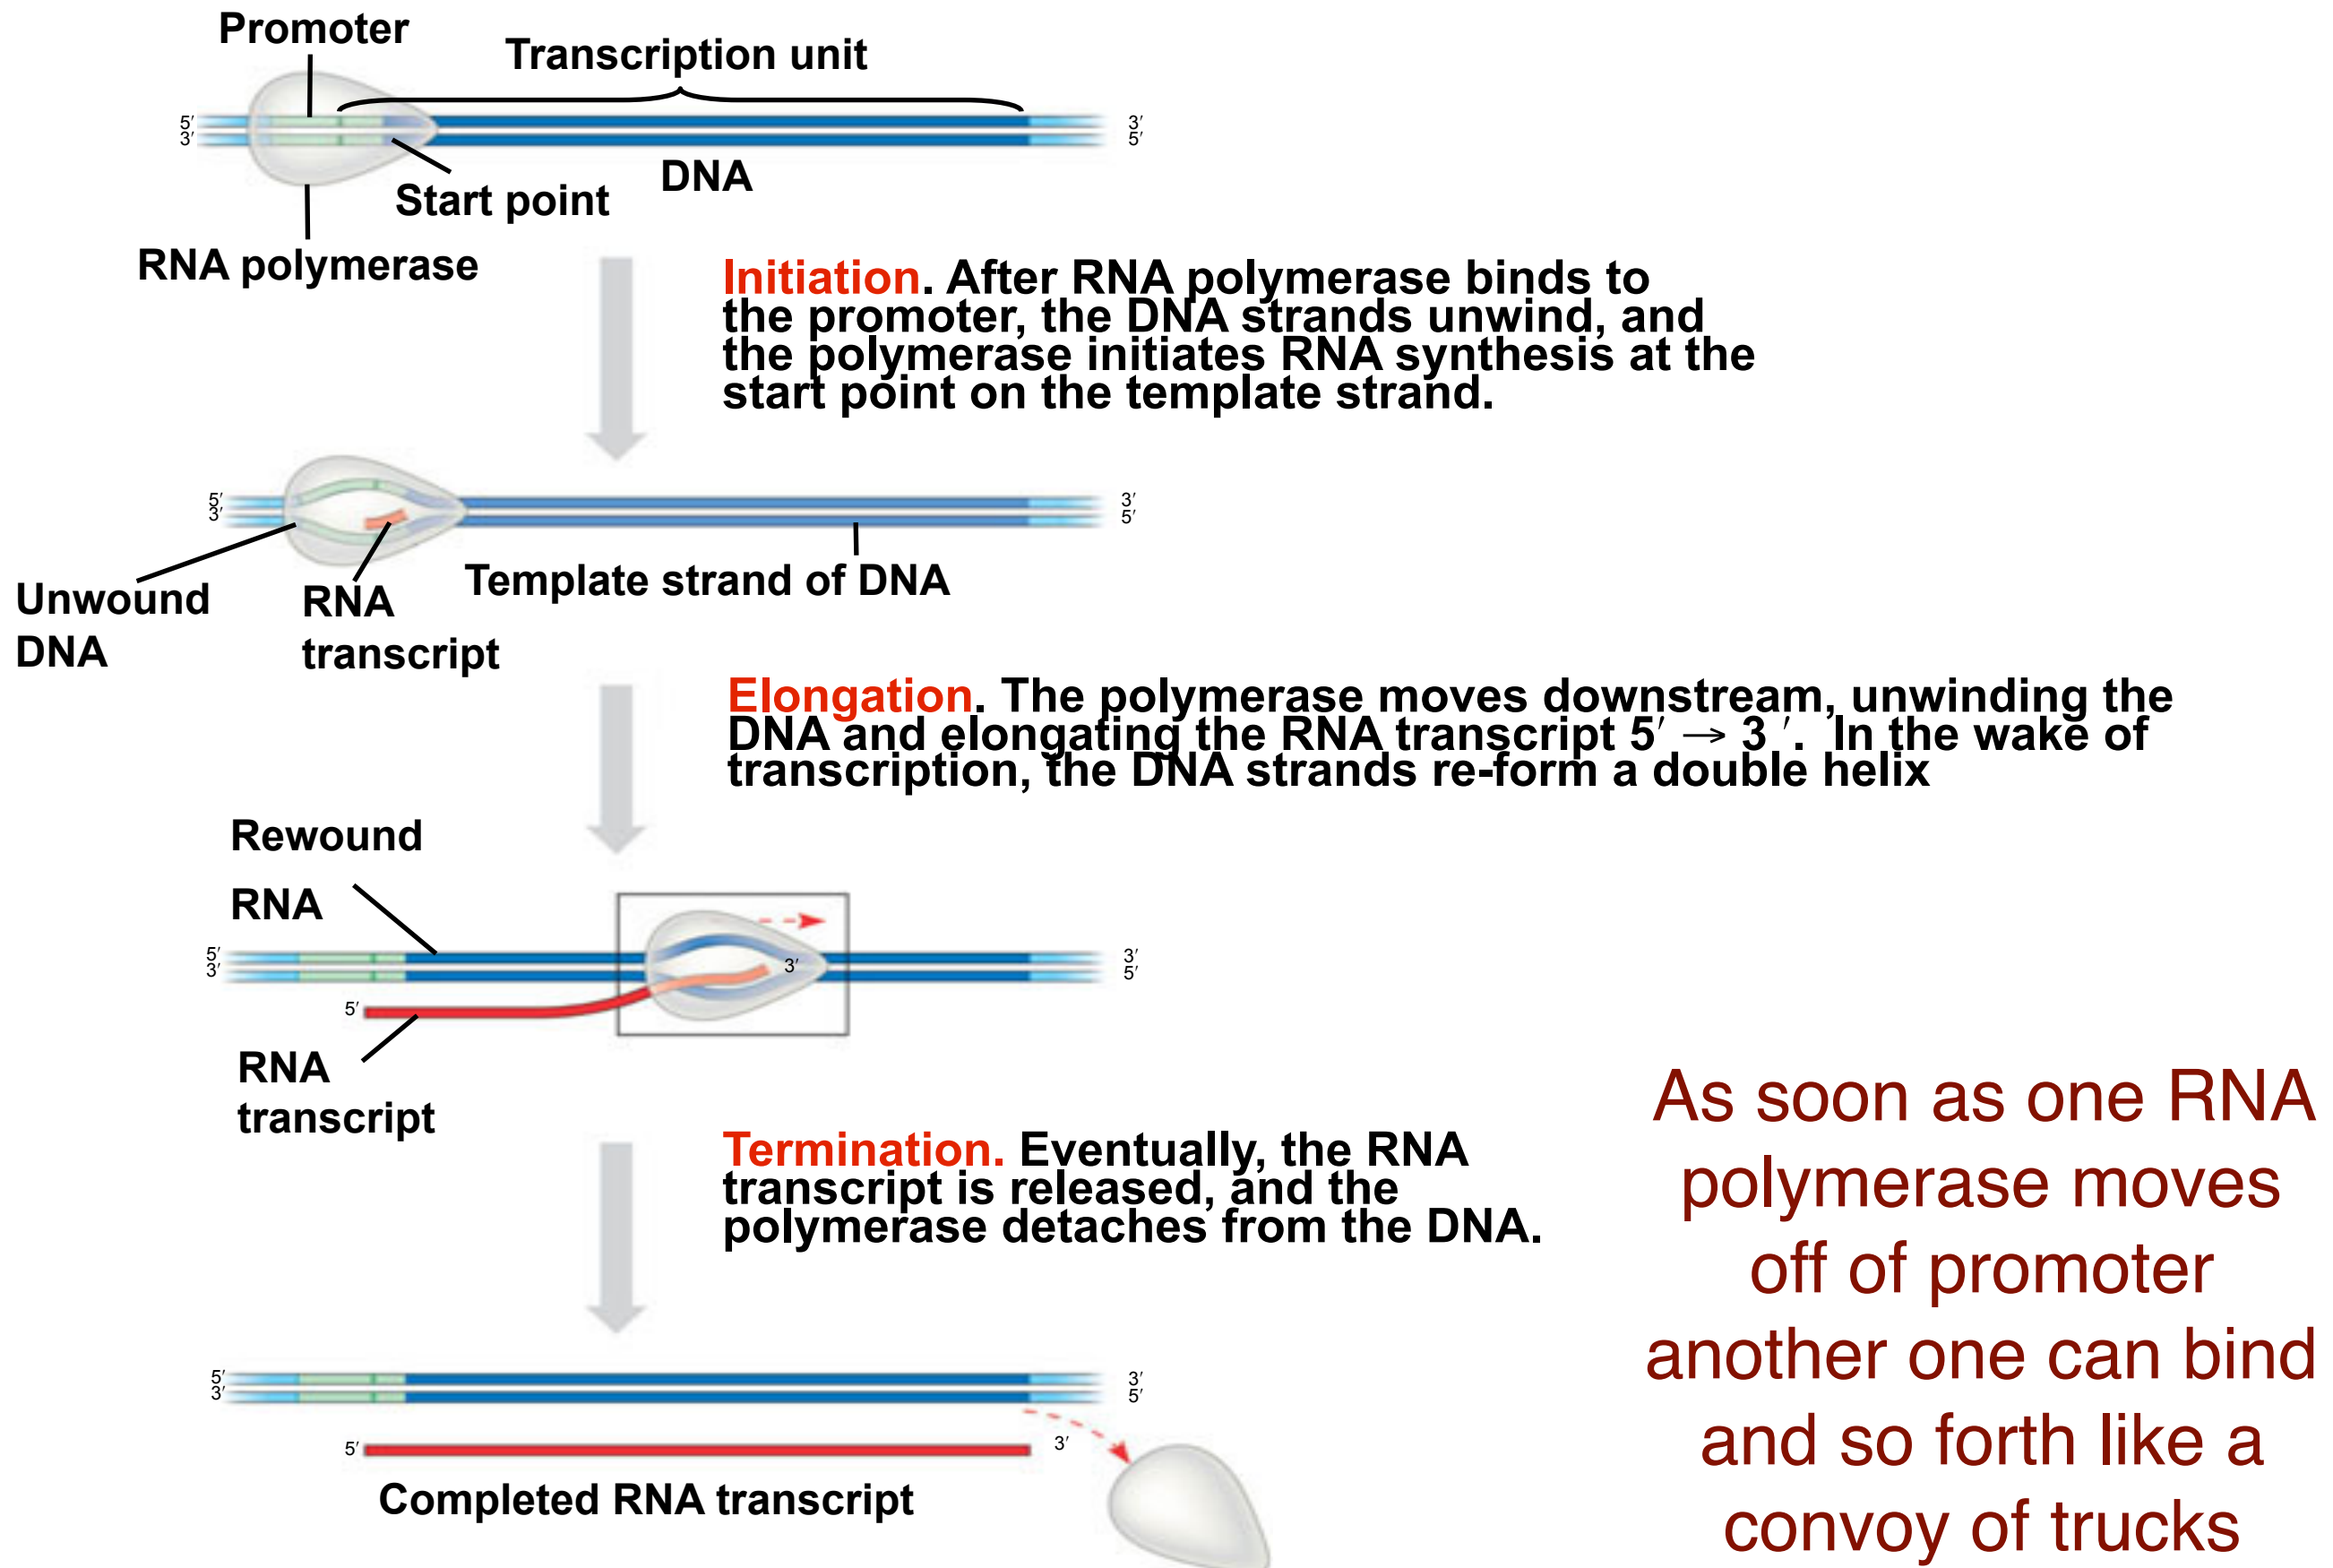 Promoter
Transcription unit
5′
3′
3′
5′
Start point
DNA
RNA polymerase
Initiation. After RNA polymerase binds to
the promoter, the DNA strands unwind, and
the polymerase initiates RNA synthesis at the
start point on the template strand.
5′
3′
3′
5′
Unwound
DNA
RNA
transcript
Template strand of DNA
Elongation. The polymerase moves downstream, unwinding the
DNA and elongating the RNA transcript 5′ → 3 ′. In the wake of
transcription, the DNA strands re-form a double helix
Rewound
RNA
5′
3′
3′
3′
5′
5′
RNA
transcript
Termination. Eventually, the RNA
transcript is released, and the
polymerase detaches from the DNA.
5′
3′
3′
5′
5′
3′
Completed RNA transcript
As soon as one RNA
polymerase moves
off of promoter
another one can bind
and so forth like a
convoy of trucks